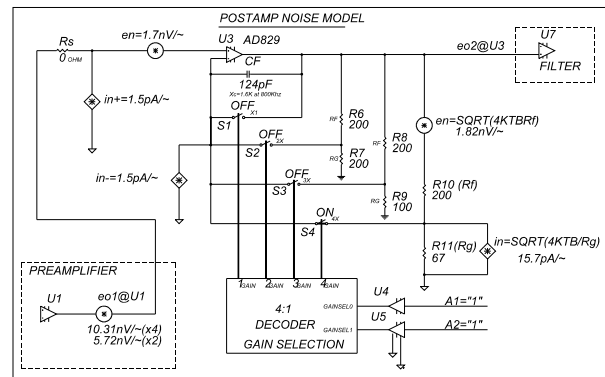 POSTAMP NOISE MODEL
en=1.7nV/~
U3
AD829
Rs
0 OHM
CF
124pF
Xc=1.6K at 800Khz
eo2@U3
U7
FILTER
in+=1.5pA/~
OFF
X1
S1
OFF
2X
S2
RF
R6
200
RG
R7
200
RF
R8
200
en=SQRT(4KTBRf)
1.82nV/~
in-=1.5pA/~
OFF
3X
S3
RG
R9
100
R10 (Rf)
200
ON
4X
S4
R11(Rg)
67
in=SQRT(4KTB/Rg)
15.7pA/~
PREAMPLIFIER
U1
eo1@U1
10.31nV/~(x4)
5.72nV/~(x2)
1GAIN
2GAIN
3GAIN
4GAIN
4:1
DECODER
GAIN SELECTION
GAINSEL0
GAINSEL1
U4
U5
A1="1"
A2="1"